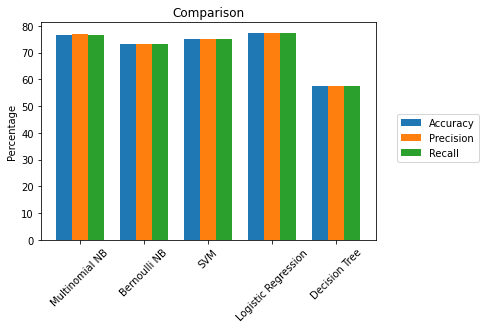 Comparison
80
70
60
50
40
30
20
10
0
Percentage
Multinomial NB
Bernoulli NB
SVM
Logistic Regression
Decision Tree
Accuracy
Precision
Recall